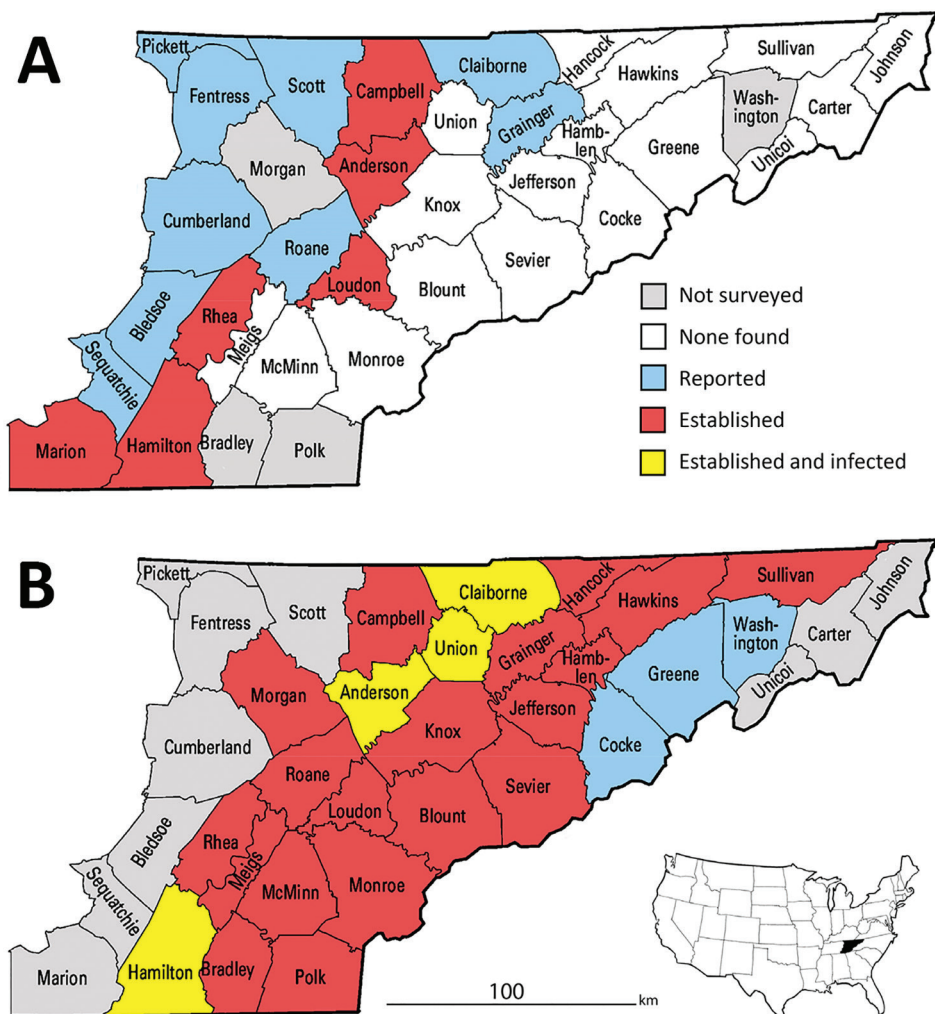 A
Pickett
Scott
Campbell
Claiborne
Hancock
Sullivan
Johnson
Fentress
Hawkins
Union
Grainger
Wash-
ington
Carter
Hamb-
len
Morgan
Anderson
Greene
Unicoi
Jefferson
Knox
Cumberland
Cocke
Roane
Sevier
Loudon
Blount
Bledsoe
Rhea
Meigs
McMinn
Monroe
Sequatchie
Marion
Hamilton
Bradley
Polk
Not surveyed
None found
Reported
Established
Established and infected
B
Pickett
Scott
Campbell
Claiborne
Hancock
Sullivan
Johnson
Fentress
Hawkins
Union
Grainger
Wash-
ington
Carter
Hamb-
len
Morgan
Anderson
Greene
Unicoi
Jefferson
Knox
Cumberland
Cocke
Roane
Sevier
Loudon
Blount
Bledsoe
Rhea
Meigs
McMinn
Monroe
Sequatchie
Marion
Hamilton
Bradley
Polk
100
km